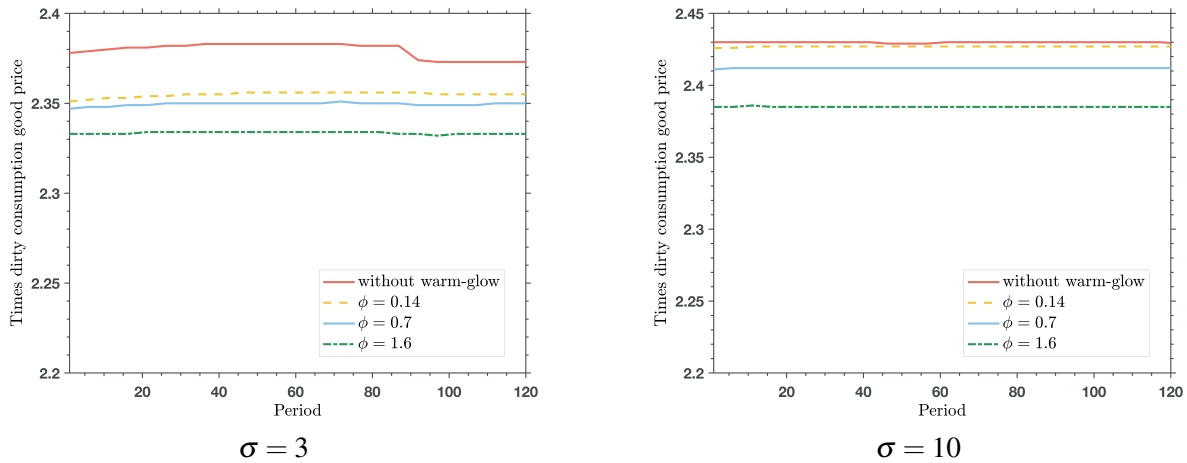 2.4
2.35
2.3
2.25
2.2
Times dirty consumption good price
without warm-glow
ϕ = 0.14
ϕ = 0.7
ϕ = 1.6
20 40 60 80 100 120
Period
σ = 3
2.45
2.4
2.35
2.3
2.25
2.2
Times dirty consumption good price
without warm-glow
ϕ = 0.14
ϕ = 0.7
ϕ = 1.6
20 40 60 80 100 120
Period
σ = 10